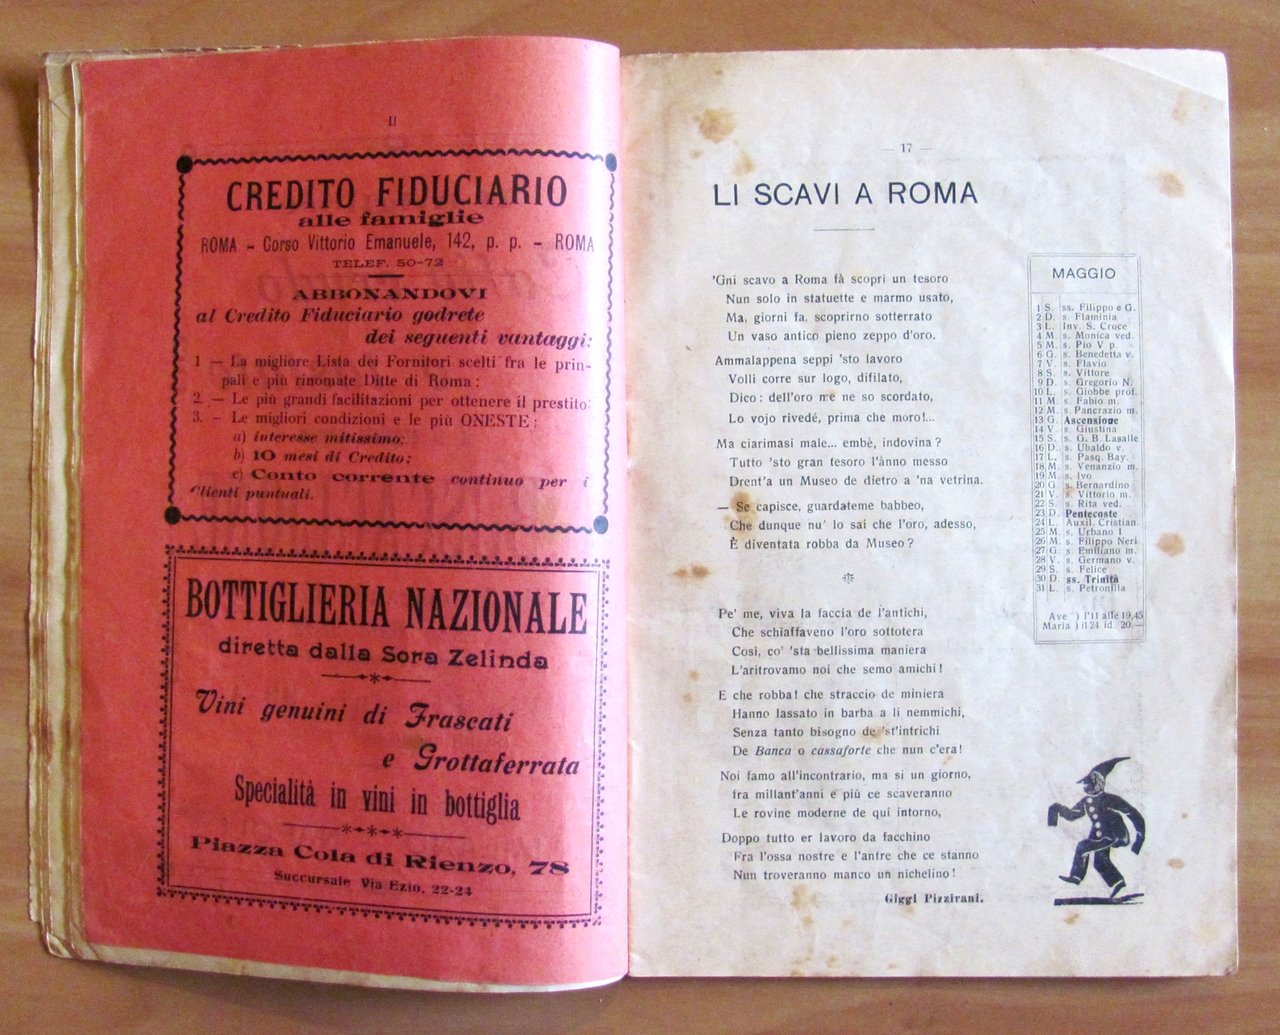 II
CREDITO FIDUCIARIO
alle famiglie
ROMA – Corso Vittorio Emanuele, 142, p. p. – ROMA
TELEF. 50-72
ABBONANDOVI
al Credito Fiduciario godrete
dei seguenti vantaggi:
1 – La migliore Lista dei Fornitori scelti fra le prin-
pali e più rinomate Ditte di Roma;
2. – Le più grandi facilitazioni per ottenere il prestito;
3. – Le migliori condizioni e le più ONESTE:
a) interesse mitissimo;
b) 10 mesi di Credito;
c) Conto corrente continuo per i
Clienti puntuali.
BOTTIGLIERIA NAZIONALE
diretta dalla Sora Zelinda
Vini genuini di Frascati
e Grottaferrata
Specialità in vini in bottiglia
Piazza Cola di Rienzo, 78
Succursale Via Ezio, 22-24
— 17 —
LI SCAVI A ROMA
'Gni scavo a Roma fà scopri un tesoro
Nun solo in statuette e marmo usato,
Ma, giorni fa, scoprirno sotterrato
Un vaso antico pieno zeppo d'oro.
Ammalappena seppi 'sto lavoro
Volli corre sur logo, difilato,
Dico: dell'oro me ne so scordato,
Lo vojo rivedé, prima che moro!...
Ma ciarimasi male... embè, indovina?
Tutto 'sto gran tesoro l'ànno messo
Drent'a un Museo de dietro a 'na vetrina.
— Se capisce, guardateme babbeo,
Che dunque nu' lo sai che l'oro, adesso,
È diventata robba da Museo?
Pe' me, viva la faccia de l'antichi,
Che schiaffaveno l'oro sottotera
Così, co' 'sta bellissima maniera
L'aritrovamo noi che semo amichi!
E che robba! che straccio de miniera
Hanno lassato in barba a li nemmichi,
Senza tanto bisogno de 'st'intrichi
De Banca o cassaforte che nun c'era!
Noi famo all'incontrario, ma si un giorno,
fra millant'anni e più ce scaveranno
Le rovine moderne de qui intorno,
Doppo tutto er lavoro da facchino
Fra l'ossa nostre e l'antre che ce stanno
Nun troveranno manco un nichelino!
Giggi Pizzirani.
MAGGIO
1 S. ss. Filippo e G.
2 D. s. Flaminia
3 L. Inv. S. Croce
4 M. s. Monica ved.
5 M. s. Pio V p.
6 G. s. Benedetta v.
7 V. s. Flavio
8 S. s. Vittore
9 D. s. Gregorio N.
10 L. s. Giobbe prof.
11 M. s. Fabio m.
12 M. s. Pancrazio m.
13 G. Ascensione
14 V. s. Giustina
15 S. s. G. B. Lasalle
16 D. s. Ubaldo v.
17 L. s. Pasq. Bay.
18 M. s. Venanzio m.
19 M. s. Ivo
20 G. s. Bernardino
21 V. s. Vittorio m.
22 S. s. Rita ved.
23 D. Pentecoste
24 L. Auxil. Cristian.
25 M. s. Urbano I
26 M. s. Filippo Neri
27 G. s. Emiliano m.
28 V. s. Germano v.
29 S. s. Felice
30 D. ss. Trinità
31 L. s. Petronilla
Ave ) l'11 alle 19,45
Maria ) il 24 id 20.—